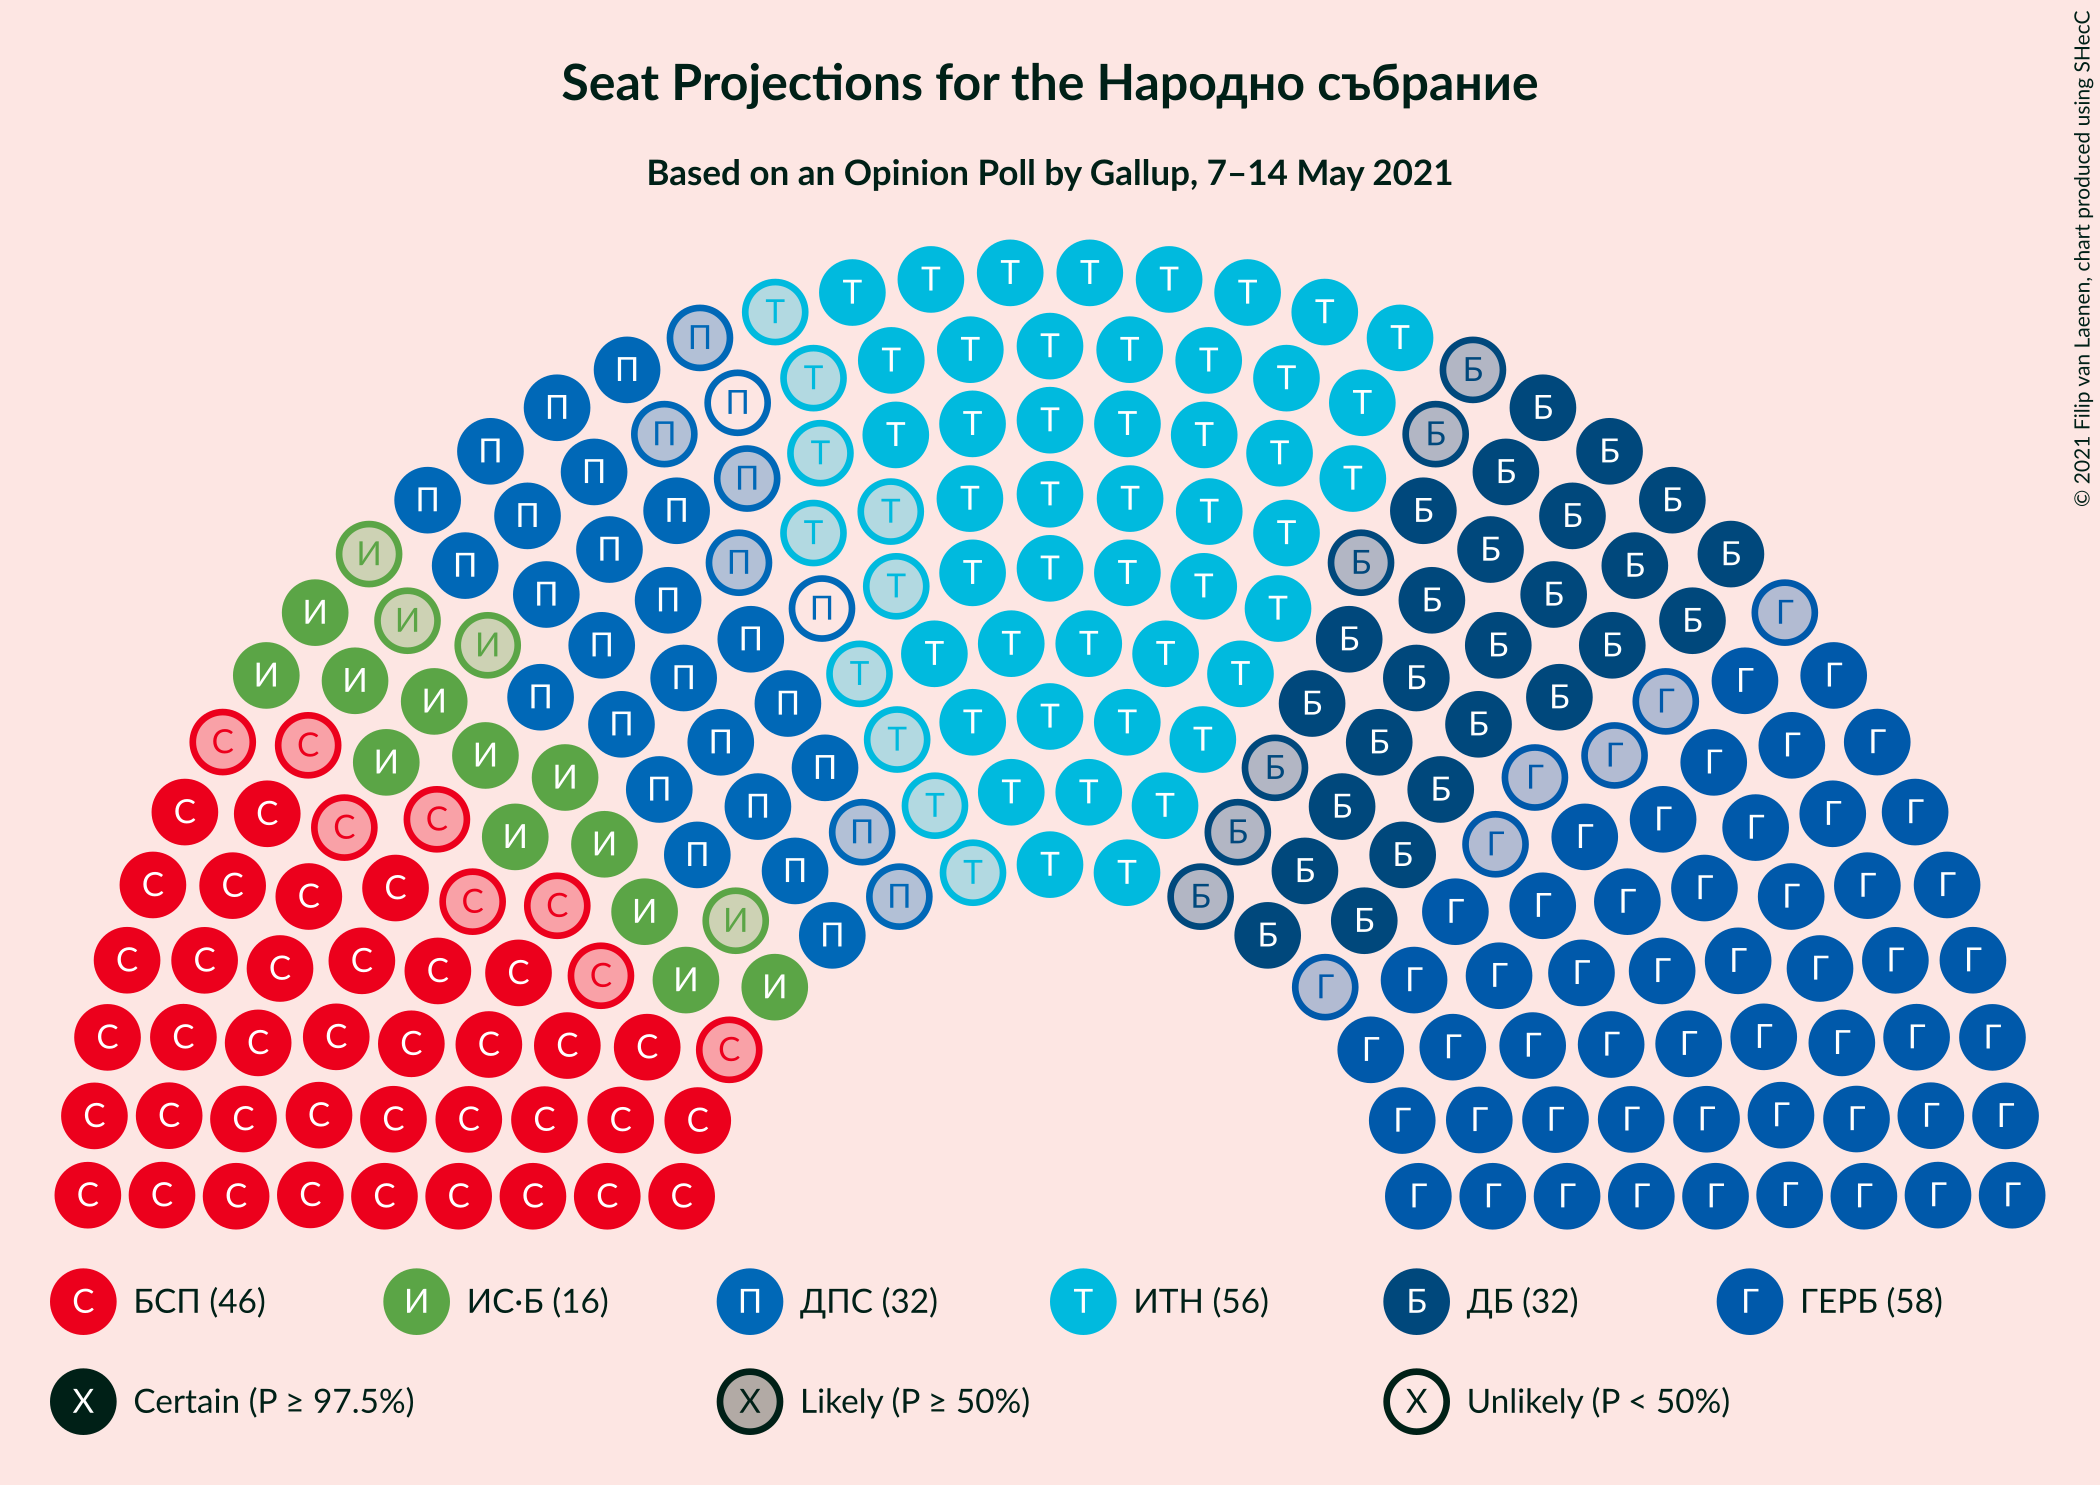 Seat Projections for the Народно събрание
Based on an Opinion Poll by Gallup, 7–14 May 2021
© 2021 Filip van Laenen, chart produced using SHecC
С БСП (46) И ИС·Б (16) П ДПС (32) Т ИТН (56) Б ДБ (32) Г ГЕРБ (58)
X Certain (P ≥ 97.5%) X Likely (P ≥ 50%) X Unlikely (P < 50%)